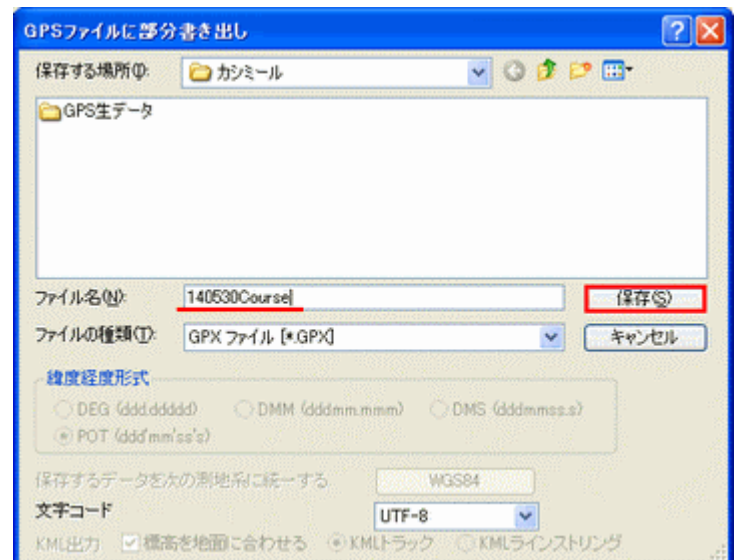 GPSファイルに部分書き出し
保存する場所(I): カシミール
GPS生データ
ファイル名(N): 140530Course 保存(S)
ファイルの種類(T): GPX ファイル [*.GPX] キャンセル
緯度経度形式
DEG (ddd.ddddd) DMM (dddmm.mmm) DMS (dddmmss.s)
POT (ddd'mm'ss's)
保存するデータを次の測地系に統一する WGS84
文字コード UTF-8
KML出力 標高を地面に合わせる KMLトラック KMLラインストリング